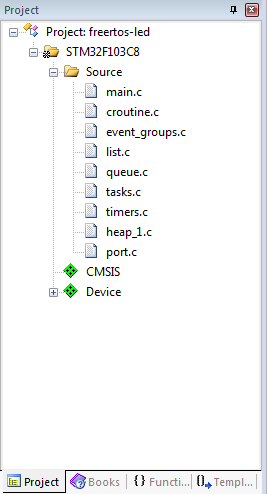 Project
Project: freertos-led
STM32F103C8
Source
main.c
croutine.c
event_groups.c
list.c
queue.c
tasks.c
timers.c
heap_1.c
port.c
CMSIS
Device
Project Books {} Functi... {} Templ...